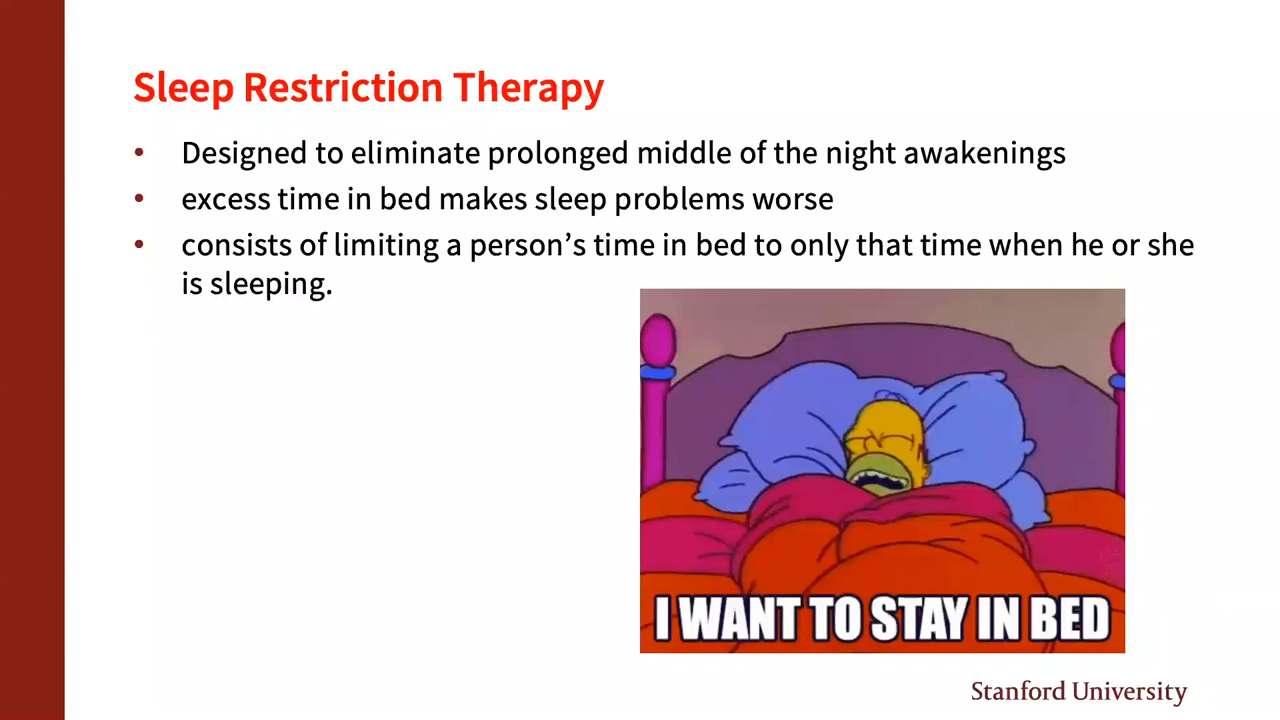 Sleep Restriction Therapy
• Designed to eliminate prolonged middle of the night awakenings
• excess time in bed makes sleep problems worse
• consists of limiting a person’s time in bed to only that time when he or she
is sleeping.
I WANT TO STAY IN BED
Stanford University